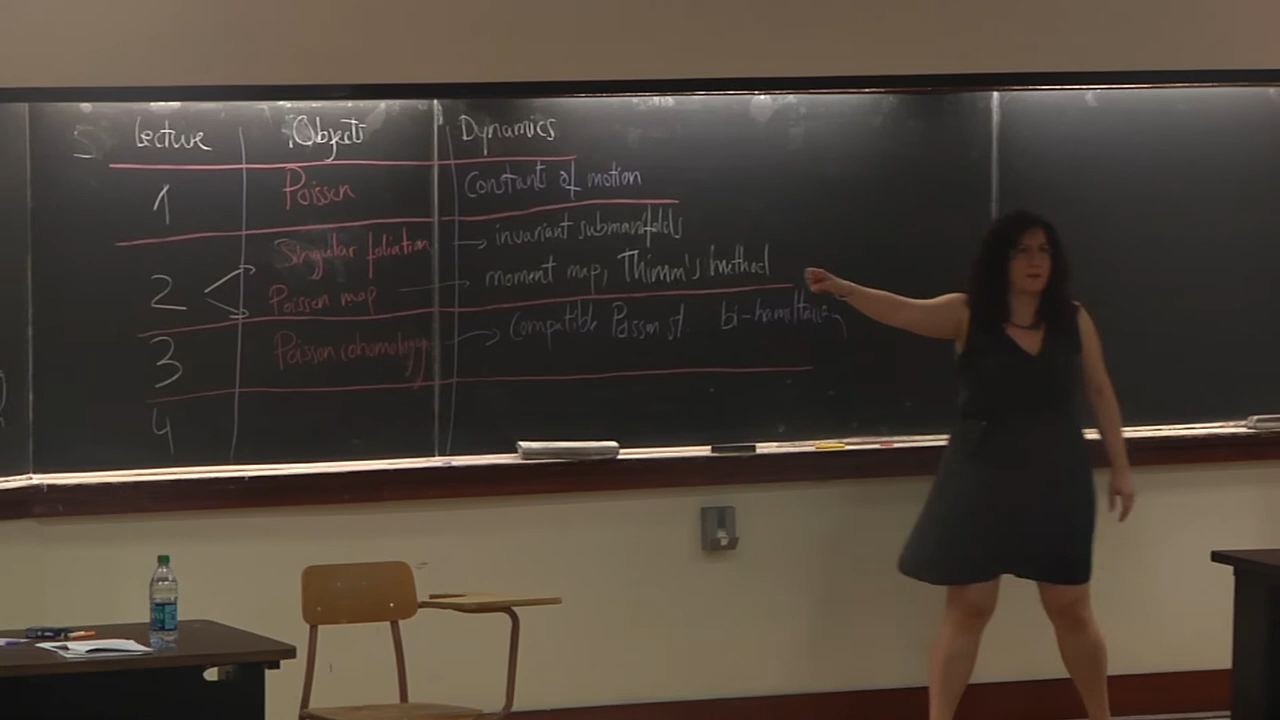 Lecture Objects Dynamics
1 Poisson Constants of motion
Singular foliation → invariant submanifolds
2
Poisson map → moment map, Thimm's method
3 Poisson cohomology → Compatible Poisson st. bi-hamiltonian
4